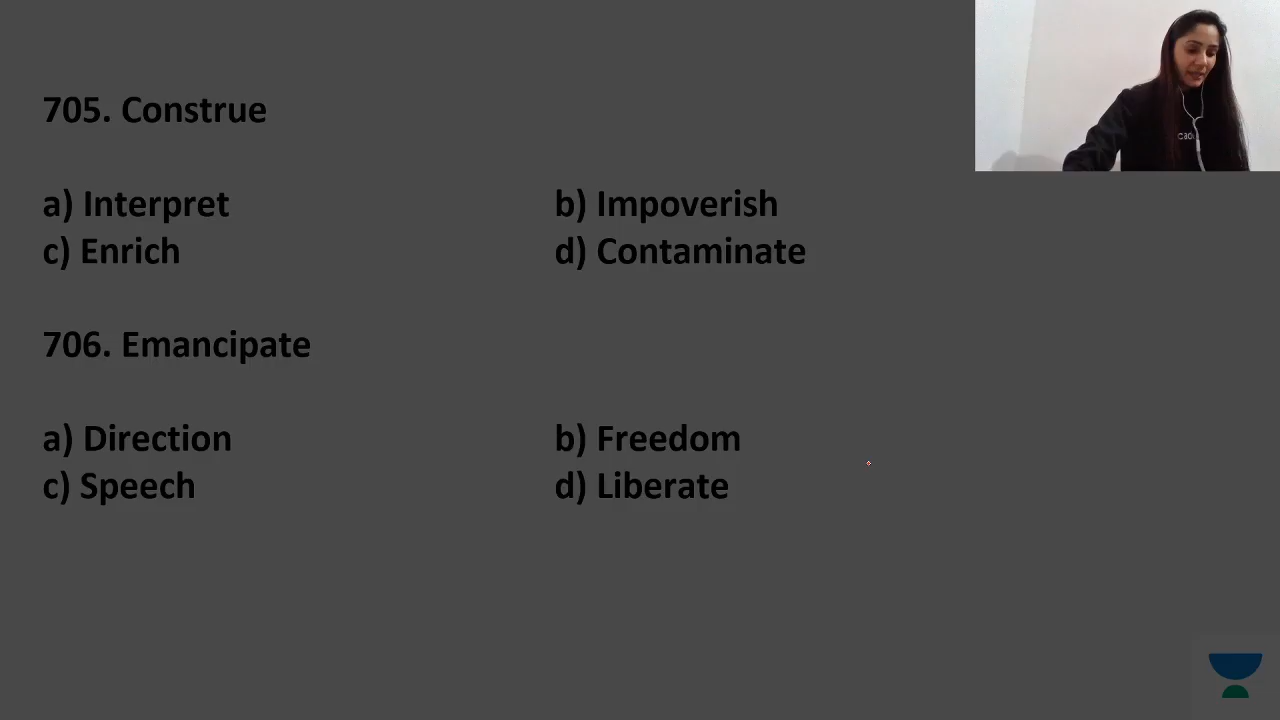 705. Construe
a) Interpret b) Impoverish
c) Enrich d) Contaminate
706. Emancipate
a) Direction b) Freedom
c) Speech d) Liberate